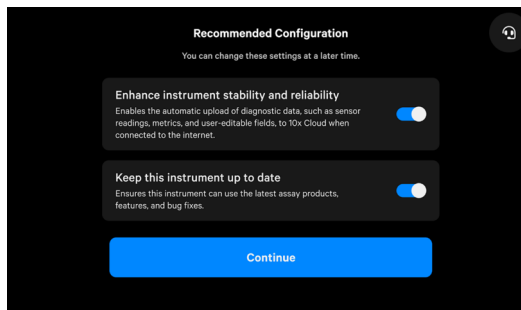 Recommended Configuration
You can change these settings at a later time.
Enhance instrument stability and reliability
Enables the automatic upload of diagnostic data, such as sensor
readings, metrics, and user-editable fields, to 10x Cloud when
connected to the internet.
Keep this instrument up to date
Ensures this instrument can use the latest assay products,
features, and bug fixes.
Continue